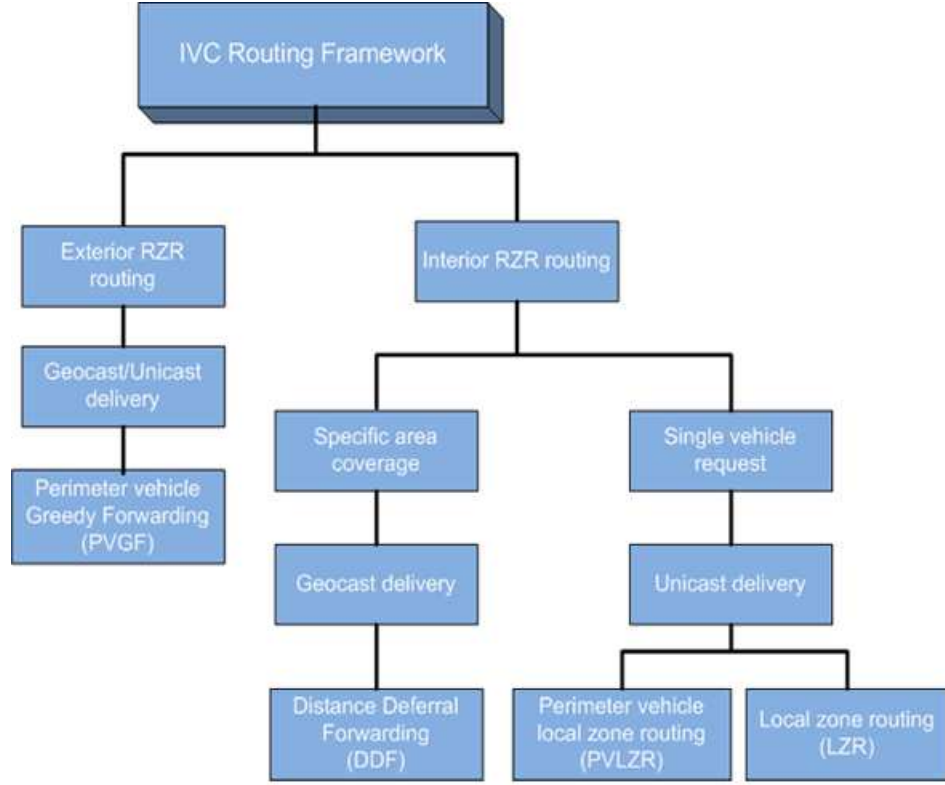 IVC Routing Framework
Exterior RZR
routing
Interior RZR routing
Geocast/Unicast
delivery
Specific area
coverage
Single vehicle
request
Perimeter vehicle
Greedy Forwarding
(PVGF)
Geocast delivery
Unicast delivery
Distance Deferral
Forwarding
(DDF)
Perimeter vehicle
local zone routing
(PVLZR)
Local zone routing
(LZR)